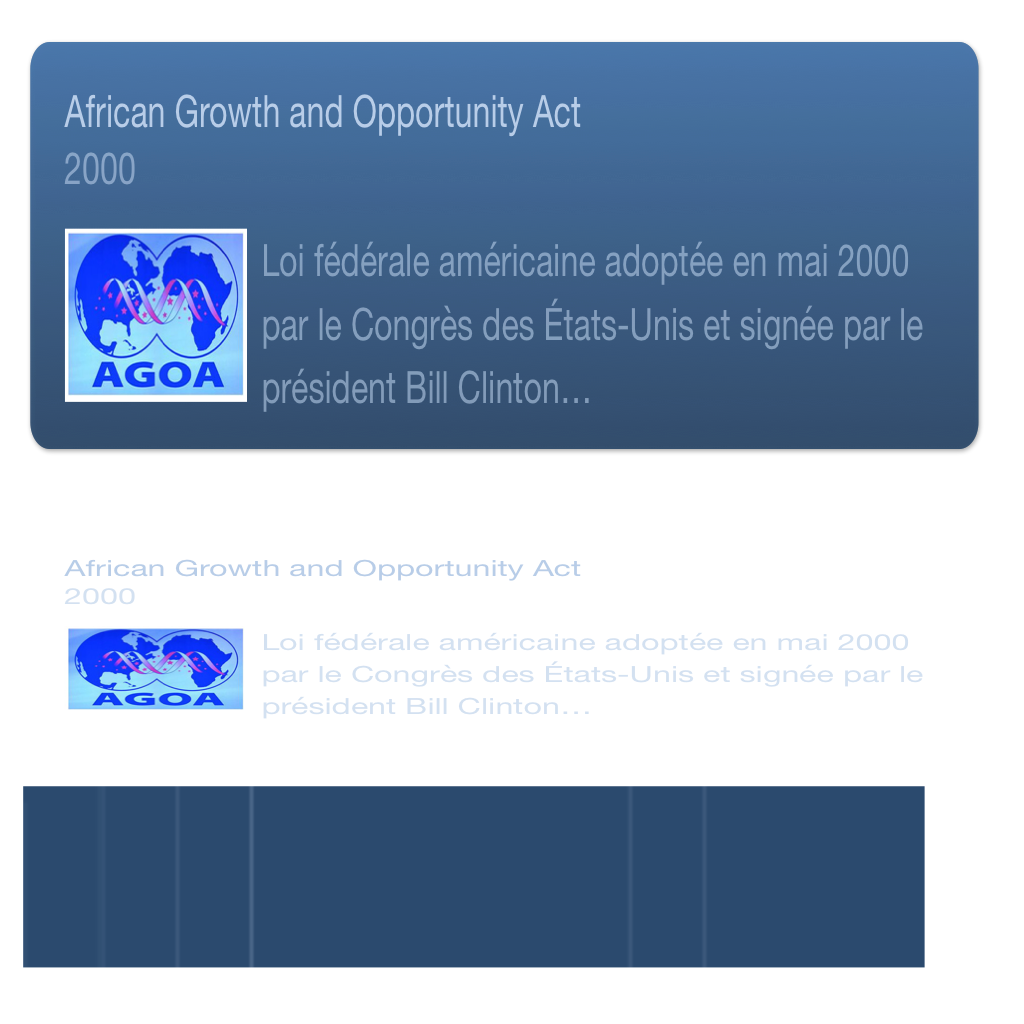 African Growth and Opportunity Act
2000
AGOA
Loi fédérale américaine adoptée en mai 2000
par le Congrès des États-Unis et signée par le
président Bill Clinton…
African Growth and Opportunity Act
2000
AGOA
Loi fédérale américaine adoptée en mai 2000
par le Congrès des États-Unis et signée par le
président Bill Clinton…